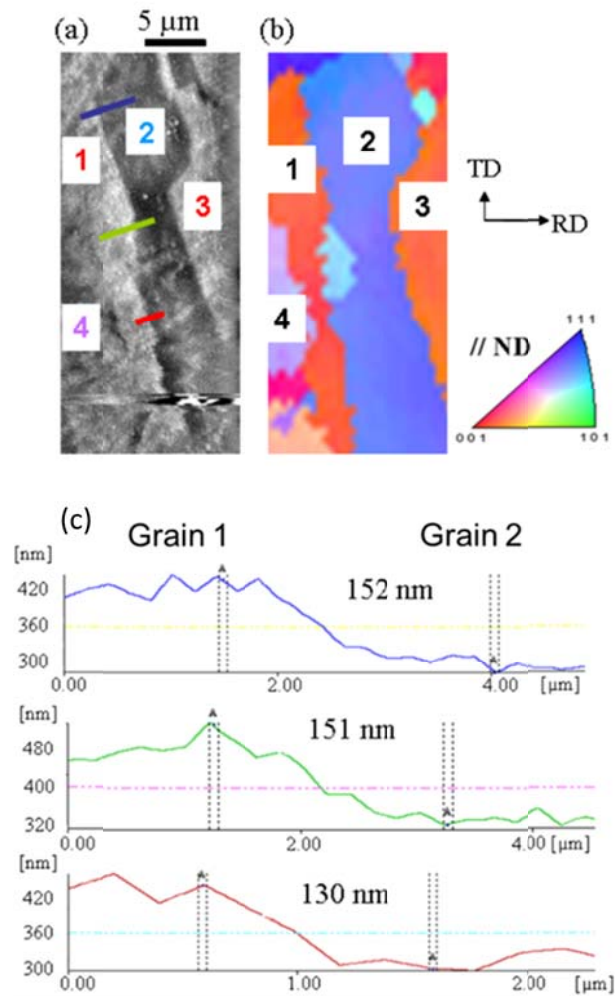 5 μm
(a)
(b)
1
2
3
4
1
2
3
4
TD
RD
// ND
111
001
101
(c)
Grain 1
Grain 2
[nm]
420
360
300
152 nm
A
A
0.00
2.00
4.00
[μm]
[nm]
480
400
320
151 nm
A
A
0.00
2.00
4.00
[μm]
[nm]
420
360
300
130 nm
A
A
0.00
1.00
2.00
[μm]